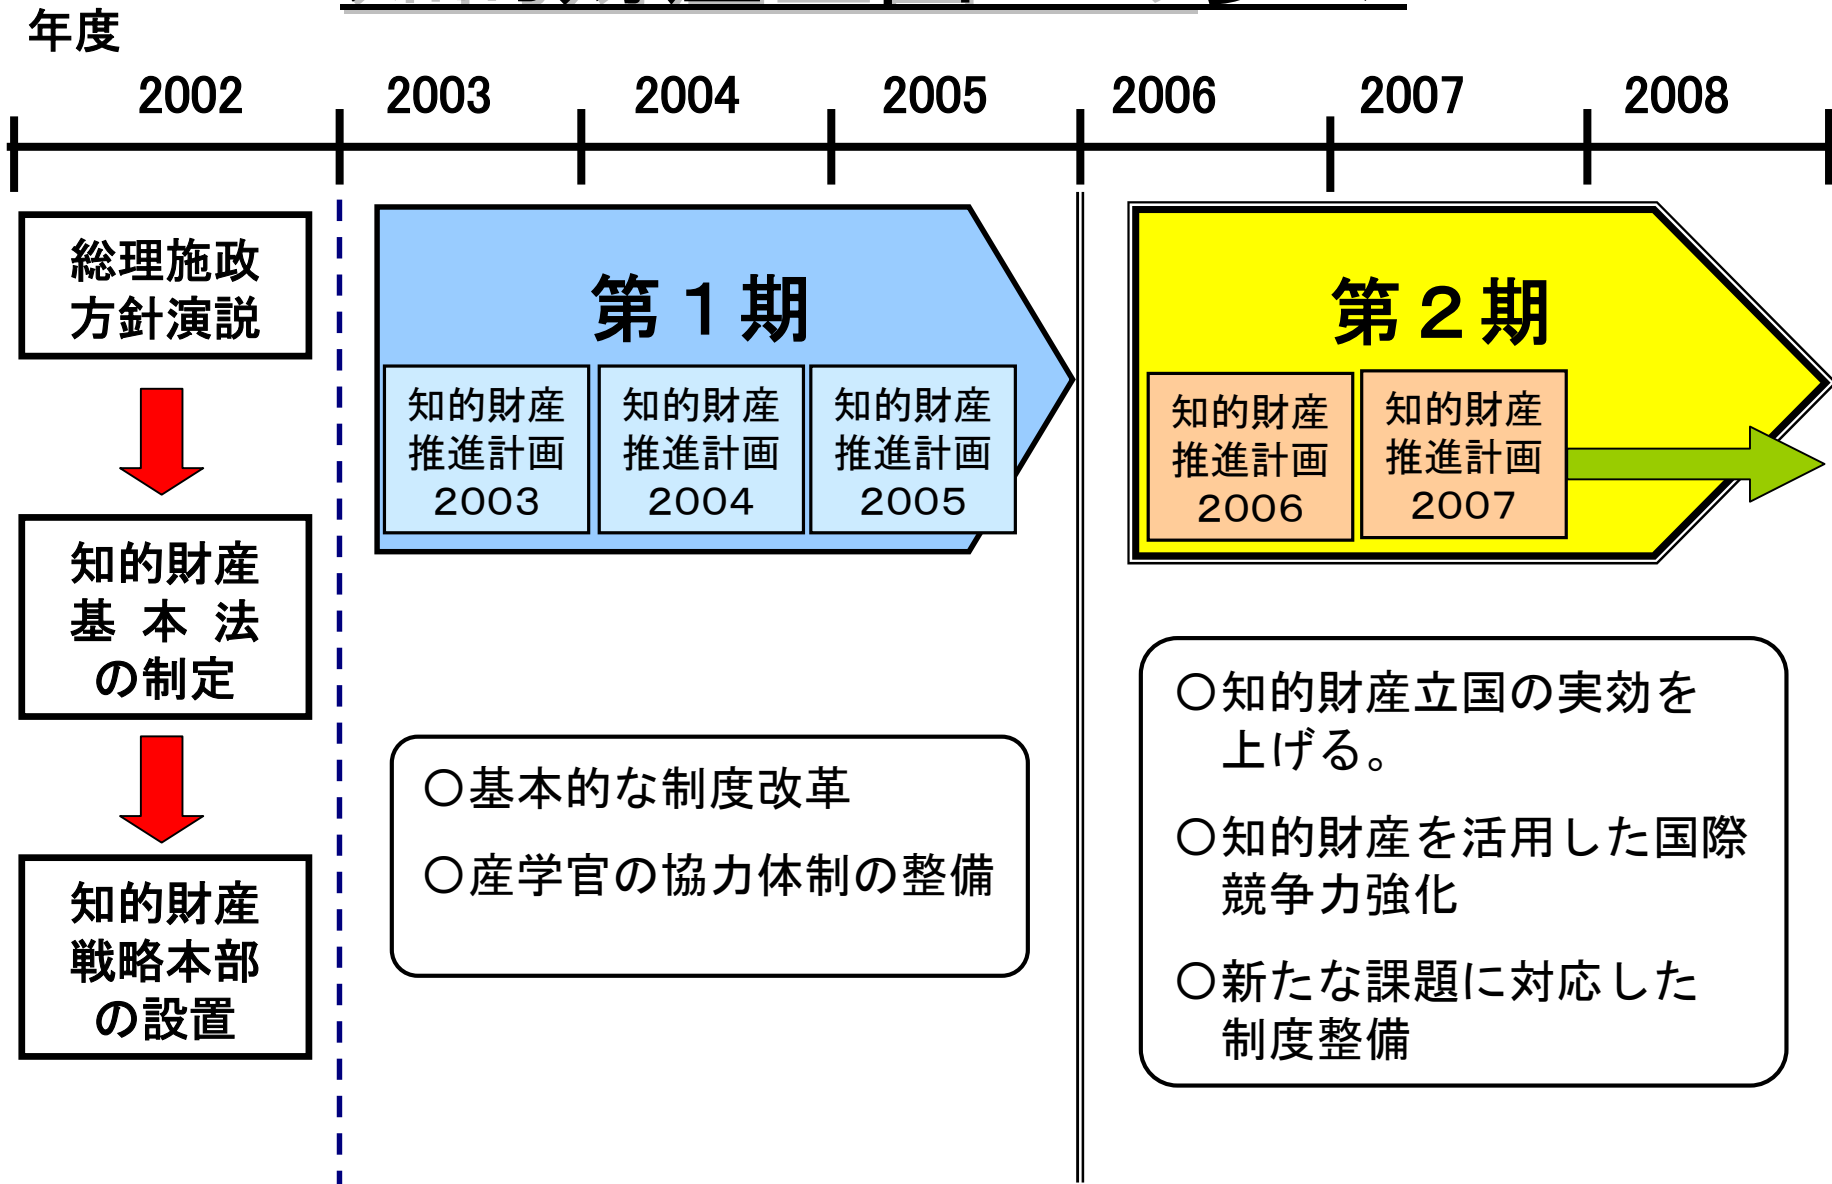 年度
2002 2003 2004 2005 2006 2007 2008
総理施政
方針演説
知的財産
基本法
の制定
知的財産
戦略本部
の設置
第１期
知的財産
推進計画
２００３
知的財産
推進計画
２００４
知的財産
推進計画
２００５
○基本的な制度改革
○産学官の協力体制の整備
第２期
知的財産
推進計画
２００６
知的財産
推進計画
２００７
○知的財産立国の実効を
上げる。
○知的財産を活用した国際
競争力強化
○新たな課題に対応した
制度整備